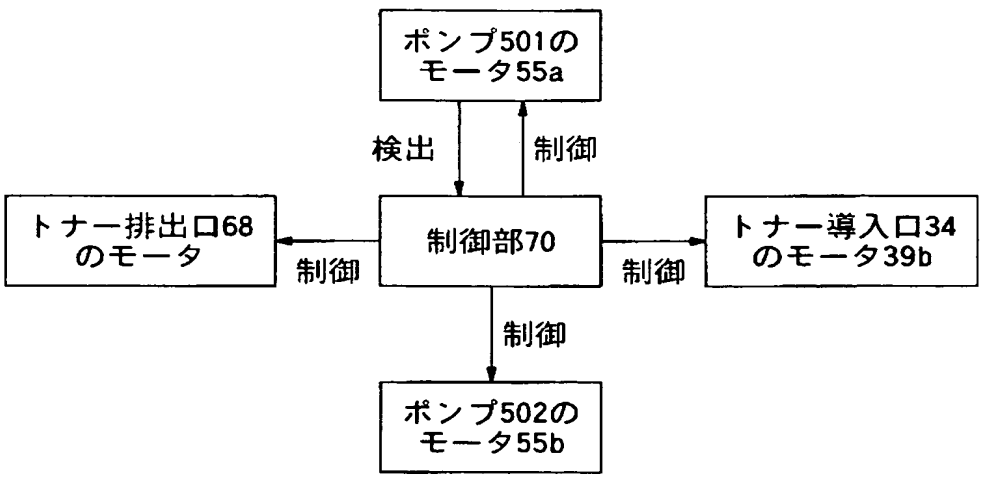 ポンプ501の
モータ55a
検出
制御
トナー排出口68
のモータ
制御部70
トナー導入口34
のモータ39b
制御
制御
制御
ポンプ502の
モータ55b